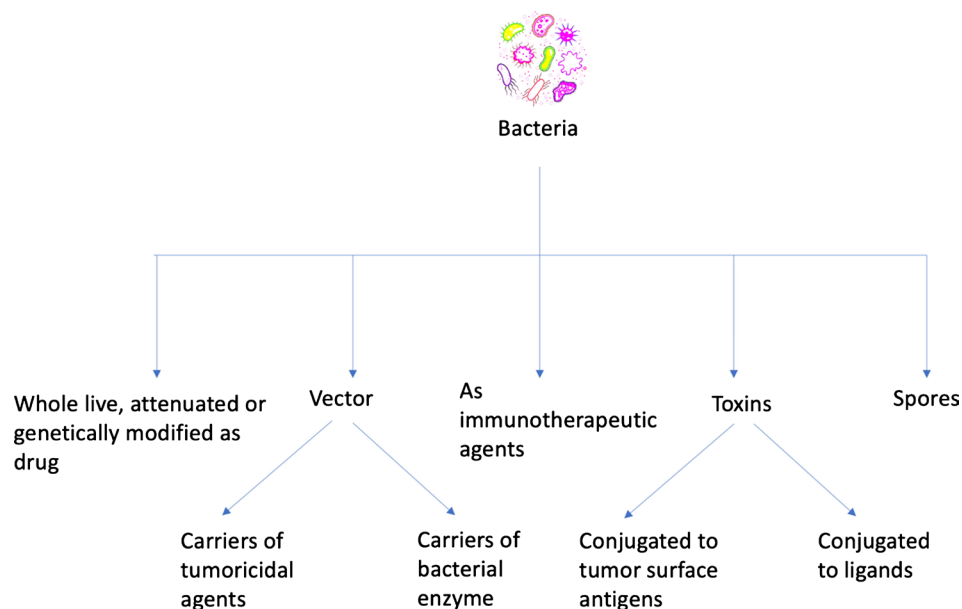 Bacteria
Whole live, attenuated or
genetically modified as
drug
Vector
As
immunotherapeutic
agents
Toxins
Spores
Carriers of
tumoricidal
agents
Carriers of
bacterial
enzyme
Conjugated to
tumor surface
antigens
Conjugated
to ligands